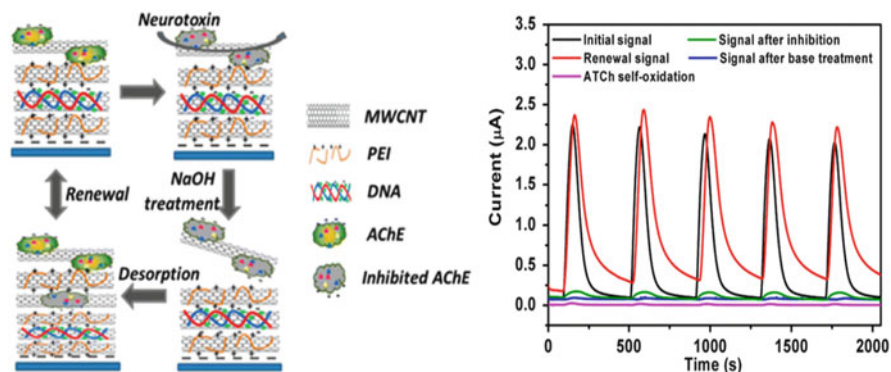 Neurotoxin
Renewal
NaOH
treatment
Desorption
MWCNT
PEI
DNA
AChE
Inhibited AChE
Current (μA)
3.5
3.0
2.5
2.0
1.5
1.0
0.5
0.0
Initial signal
Signal after inhibition
Renewal signal
Signal after base treatment
ATCh self-oxidation
0 500 1000 1500 2000
Time (s)